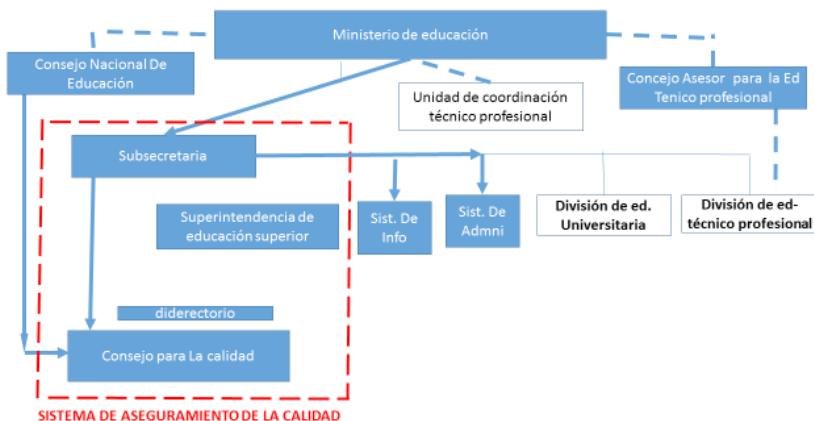 Ministerio de educación
Consejo Nacional De
Educación
Unidad de coordinación
técnico profesional
Concejo Asesor para la Ed
Tenico profesional
Subsecretaria
Superintendencia de
educación superior
Sist. De
Info
Sist. De
Admni
División de ed.
Universitaria
División de ed-
técnico profesional
diderectorio
Consejo para La calidad
SISTEMA DE ASEGURAMIENTO DE LA CALIDAD